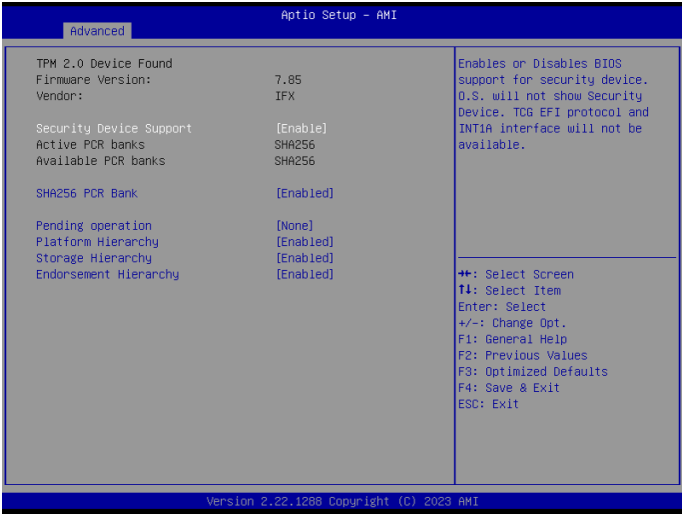 Aptio Setup - AMI
Advanced
TPM 2.0 Device Found
Firmware Version: 7.85
Vendor: IFX
Security Device Support [Enable]
Active PCR banks SHA256
Available PCR banks SHA256
SHA256 PCR Bank [Enabled]
Pending operation [None]
Platform Hierarchy [Enabled]
Storage Hierarchy [Enabled]
Endorsement Hierarchy [Enabled]
Enables or Disables BIOS
support for security device.
O.S. will not show Security
Device. TCG EFI protocol and
INT1A interface will not be
available.
→←: Select Screen
↑↓: Select Item
Enter: Select
+/-: Change Opt.
F1: General Help
F2: Previous Values
F3: Optimized Defaults
F4: Save & Exit
ESC: Exit
Version 2.22.1288 Copyright (C) 2023 AMI